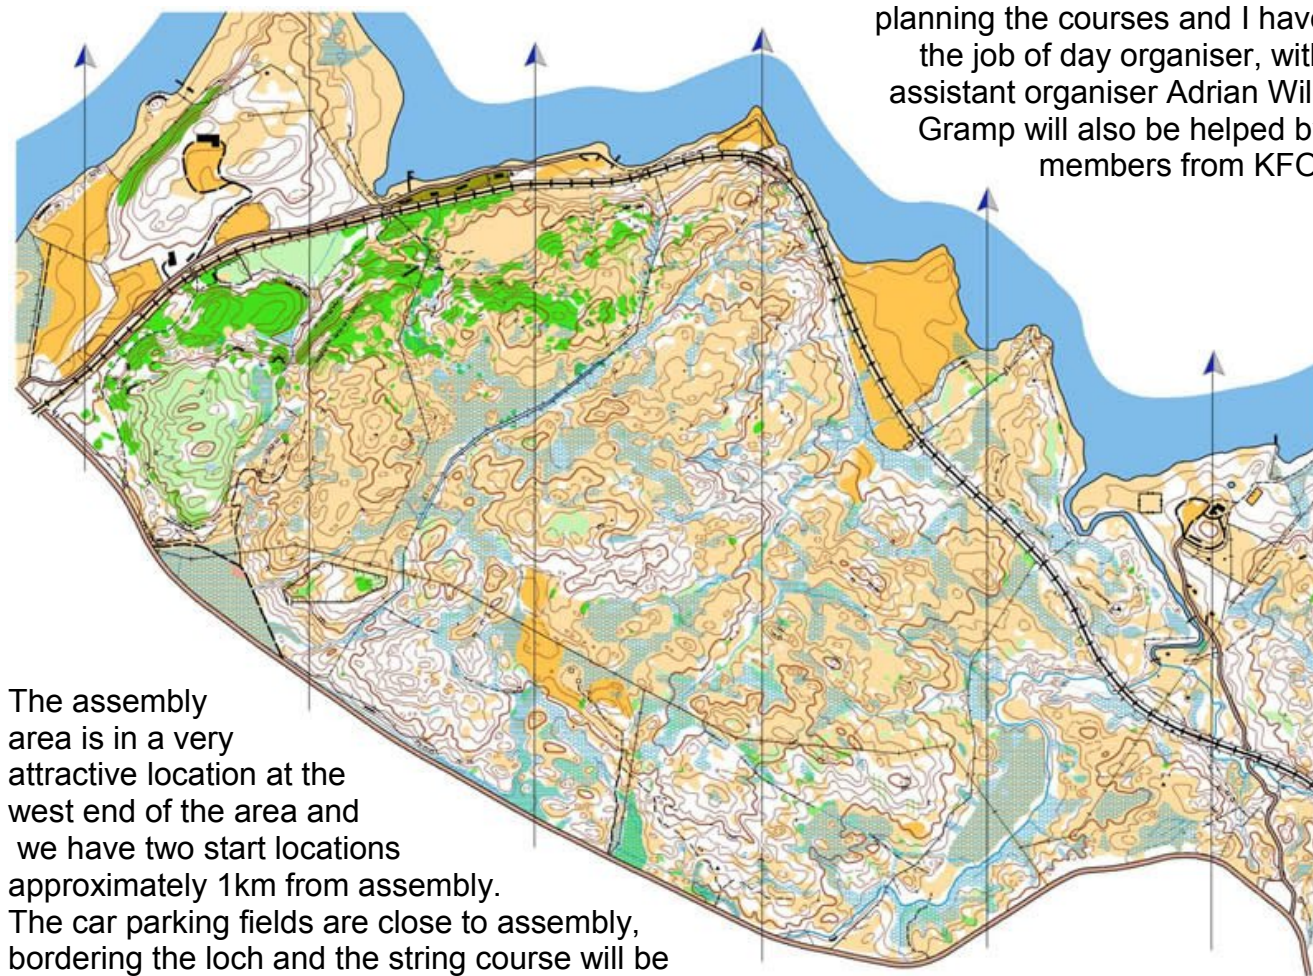 planning the courses and I have
the job of day organiser, with
assistant organiser Adrian Will
Gramp will also be helped b
members from KFO
The assembly
area is in a very
attractive location at the
west end of the area and
we have two start locations
approximately 1km from assembly.
The car parking fields are close to assembly,
bordering the loch and the string course will be